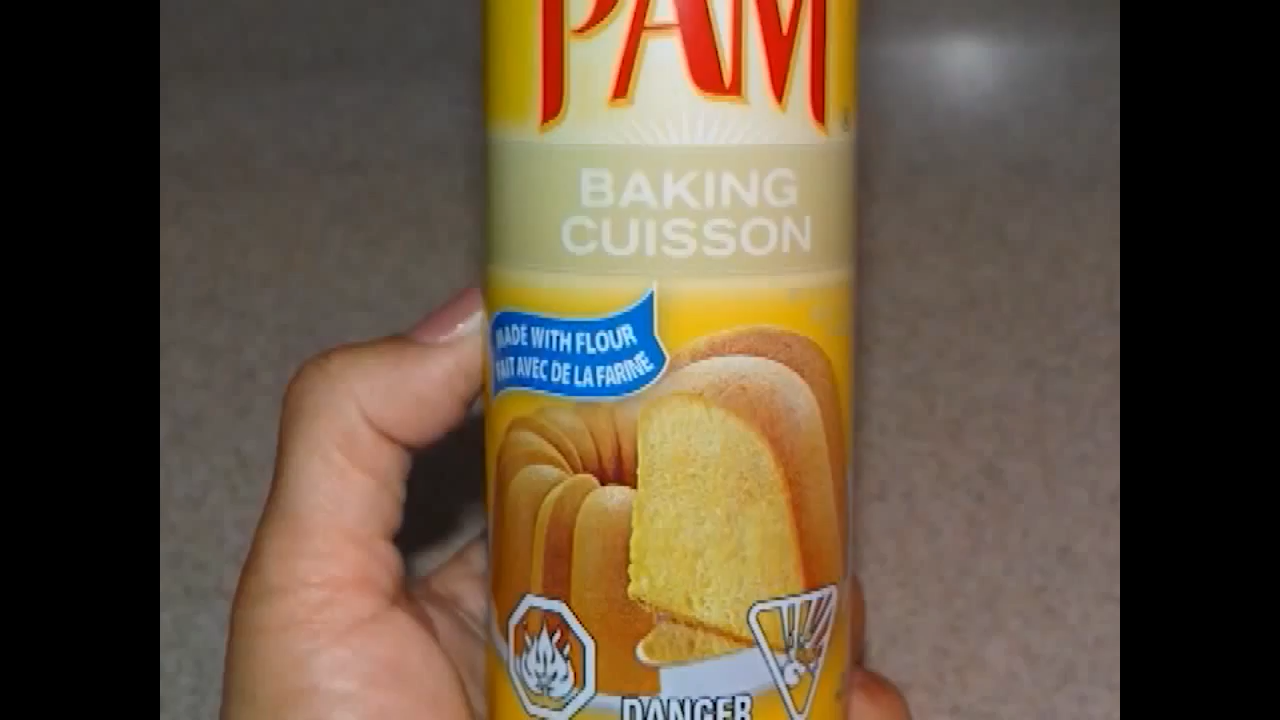 PAM
BAKING
CUISSON
MADE WITH FLOUR
FAIT AVEC DE LA FARINE
DANGER